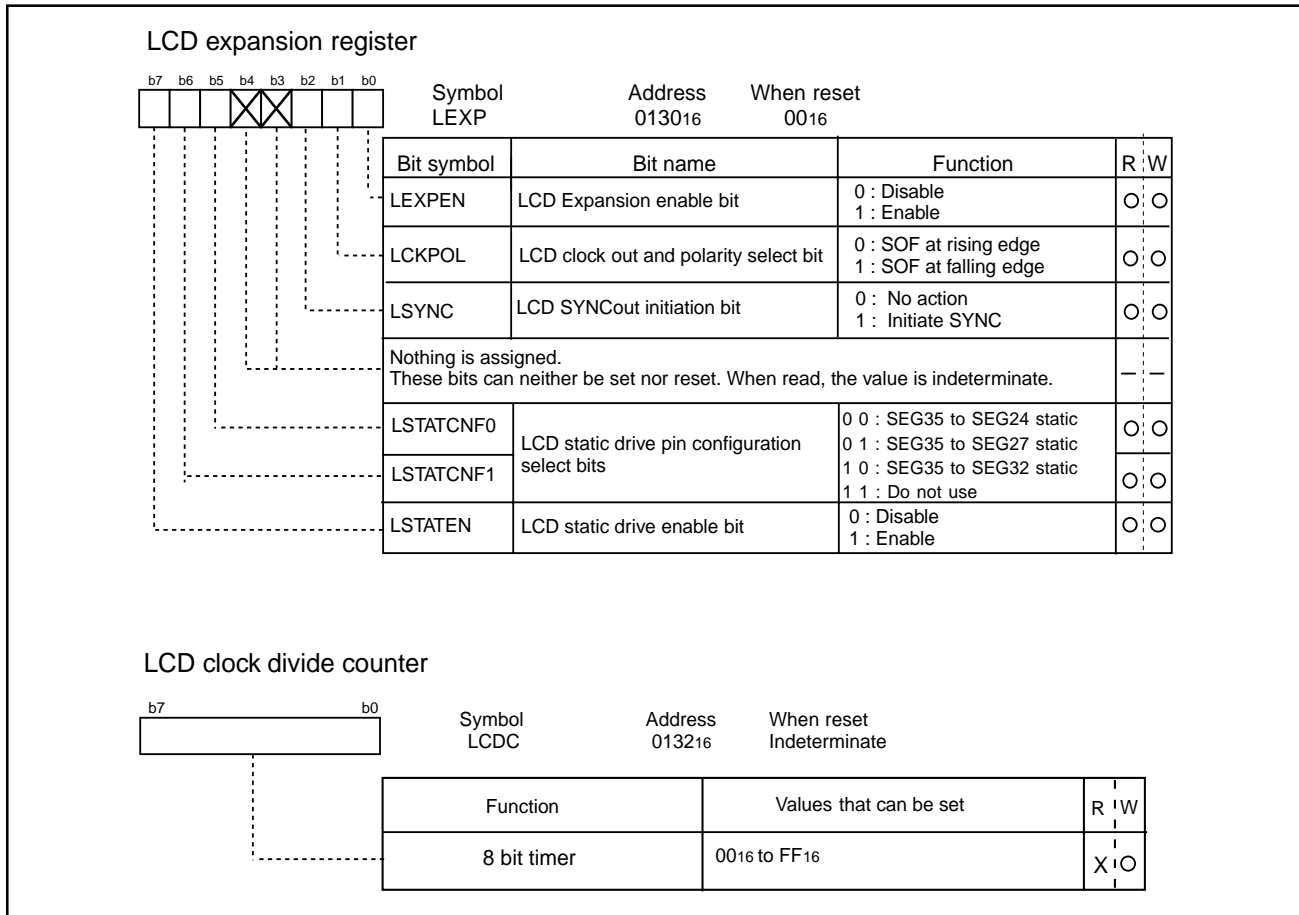 LCD expansion register
b7 b6 b5 b4 b3 b2 b1 b0
Symbol Address When reset
LEXP 013016 0016
Bit symbol Bit name Function R W
LEXPEN LCD Expansion enable bit 0 : Disable
1 : Enable
LCKPOL LCD clock out and polarity select bit 0 : SOF at rising edge
1 : SOF at falling edge
LSYNC LCD SYNCout initiation bit 0 : No action
1 : Initiate SYNC
Nothing is assigned.
These bits can neither be set nor reset. When read, the value is indeterminate.
LSTATCNF0 LCD static drive pin configuration
select bits
0 0 : SEG35 to SEG24 static
0 1 : SEG35 to SEG27 static
LSTATCNF1 1 0 : SEG35 to SEG32 static
1 1 : Do not use
LSTATEN LCD static drive enable bit 0 : Disable
1 : Enable
LCD clock divide counter
b7 b0
Symbol Address When reset
LCDC 013216 Indeterminate
Function Values that can be set R W
8 bit timer 0016 to FF16 X O